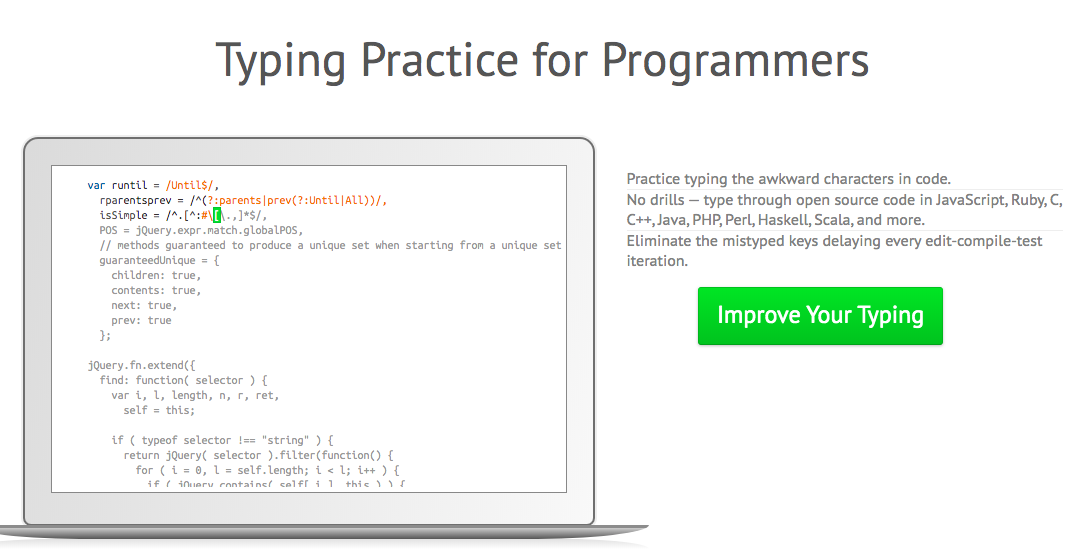 Typing Practice for Programmers
var runtil = /Until$/,
rparentsprev = /^(?:parents|prev(?:Until|All))/,
isSimple = /^.[^:#\[\.,]*$/,
POS = jQuery.expr.match.globalPOS,
// methods guaranteed to produce a unique set when starting from a unique set
guaranteedUnique = {
children: true,
contents: true,
next: true,
prev: true
};
jQuery.fn.extend({
find: function( selector ) {
var i, l, length, n, r, ret,
self = this;
if ( typeof selector !== "string" ) {
return jQuery( selector ).filter(function() {
for ( i = 0, l = self.length; i < l; i++ ) {
if ( jQuery.contains( self[ i ], this ) ) {
Practice typing the awkward characters in code.
No drills — type through open source code in JavaScript, Ruby, C,
C++, Java, PHP, Perl, Haskell, Scala, and more.
Eliminate the mistyped keys delaying every edit-compile-test
iteration.
Improve Your Typing